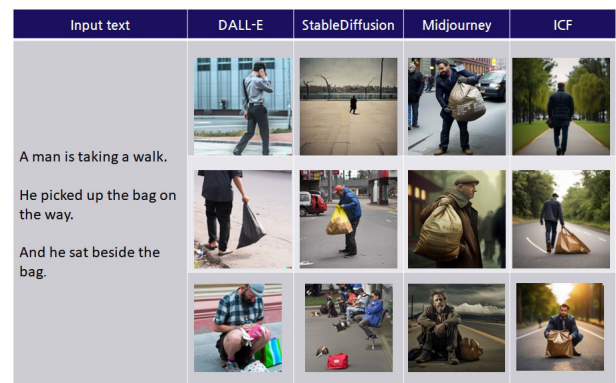 Input text
DALL-E
StableDiffusion
Midjourney
ICF
A man is taking a walk.
He picked up the bag on
the way.
And he sat beside the
bag.